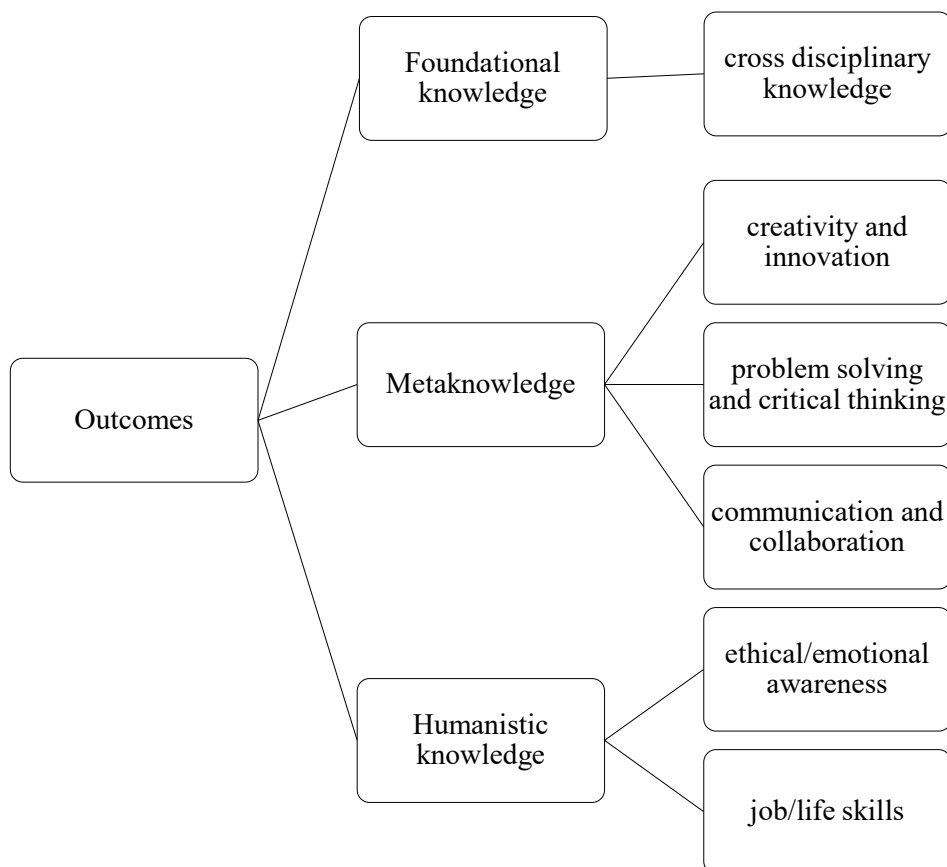 Foundational
knowledge
cross disciplinary
knowledge
creativity and
innovation
Outcomes
Metaknowledge
problem solving
and critical thinking
communication and
collaboration
Humanistic
knowledge
ethical/emotional
awareness
job/life skills